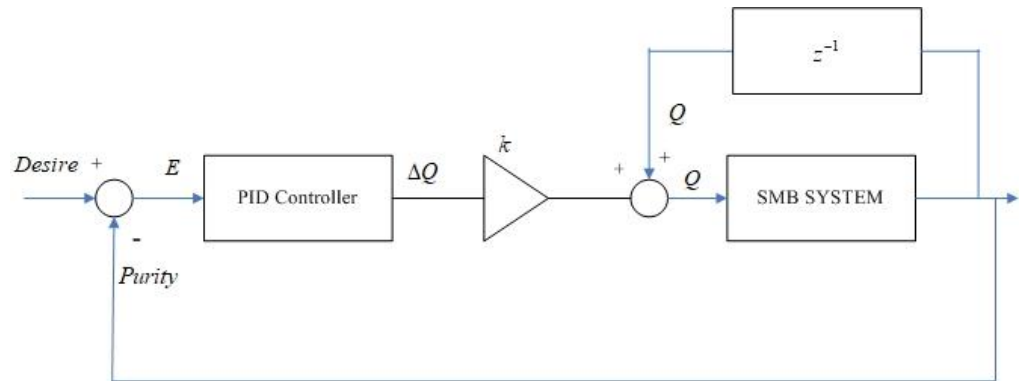 z⁻¹
Q
k
Desire +
E
PID Controller
ΔQ
+
+
Q
SMB SYSTEM
-
Purity